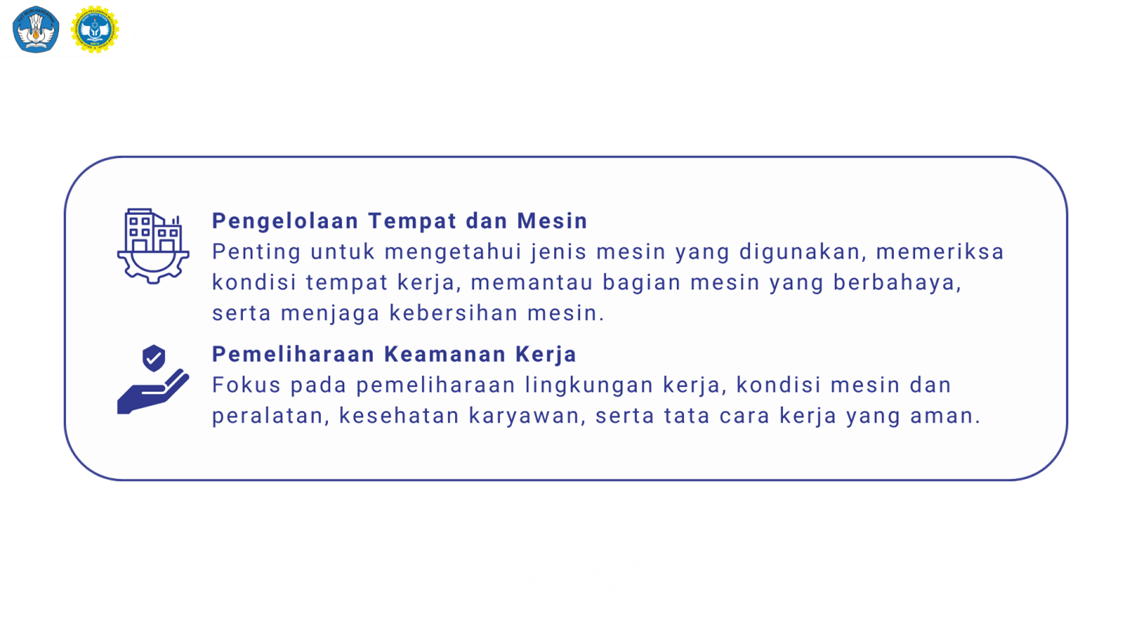 Pengelolaan Tempat dan Mesin
Penting untuk mengetahui jenis mesin yang digunakan, memeriksa
kondisi tempat kerja, memantau bagian mesin yang berbahaya,
serta menjaga kebersihan mesin.
Pemeliharaan Keamanan Kerja
Fokus pada pemeliharaan lingkungan kerja, kondisi mesin dan
peralatan, kesehatan karyawan, serta tata cara kerja yang aman.